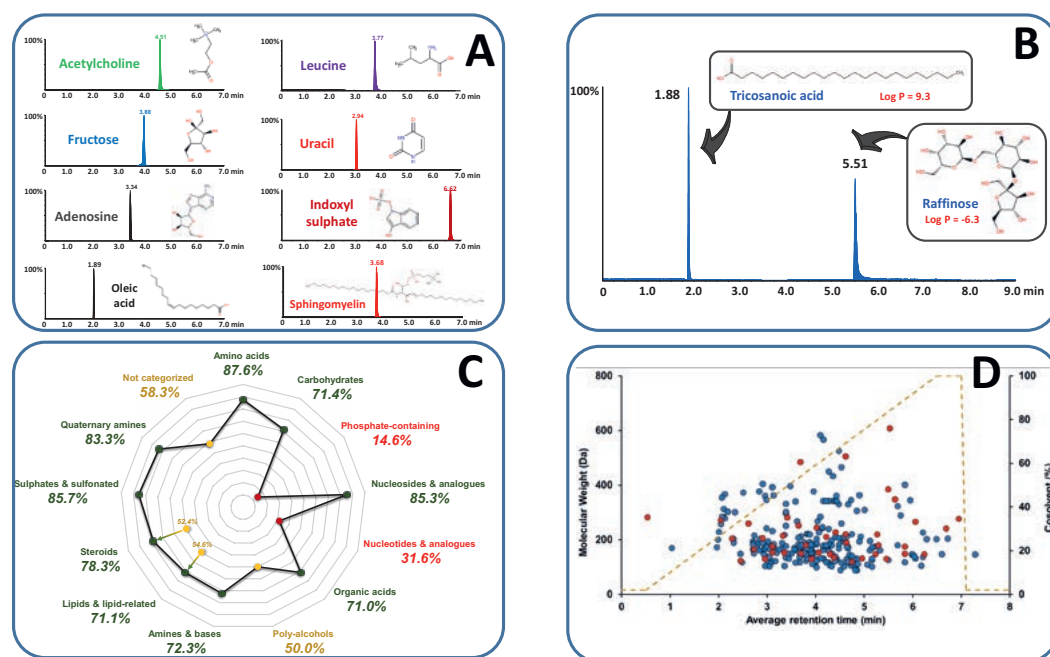 A
4.51
100%
Acetylcholine
0 1.0 2.0 3.0 4.0 5.0 6.0 7.0 min
3.77
100%
Leucine
0 1.0 2.0 3.0 4.0 5.0 6.0 7.0 min
3.88
100%
Fructose
0 1.0 2.0 3.0 4.0 5.0 6.0 7.0 min
2.94
100%
Uracil
0 1.0 2.0 3.0 4.0 5.0 6.0 7.0 min
3.34
100%
Adenosine
0 1.0 2.0 3.0 4.0 5.0 6.0 7.0 min
6.62
100%
Indoxyl
sulphate
0 1.0 2.0 3.0 4.0 5.0 6.0 7.0 min
1.89
100%
Oleic
acid
0 1.0 2.0 3.0 4.0 5.0 6.0 7.0 min
3.68
100%
Sphingomyelin
0 1.0 2.0 3.0 4.0 5.0 6.0 7.0 min
B
100%
1.88
Tricosanoic acid Log P = 9.3
5.51
Raffinose
Log P = -6.3
0 1.0 2.0 3.0 4.0 5.0 6.0 7.0 8.0 9.0 min
C
Amino acids
87.6%
Carbohydrates
71.4%
Phosphate-containing
14.6%
Nucleosides & analogues
85.3%
Nucleotides & analogues
31.6%
Organic acids
71.0%
Poly-alcohols
50.0%
Amines & bases
72.3%
Lipids & lipid-related
71.1%
Steroids
78.3%
Sulphates & sulfonated
85.7%
Quaternary amines
83.3%
Not categorized
58.3%
52.4%
54.6%
D
800
600
400
200
0
Molecular Weight (Da)
0 1 2 3 4 5 6 7 8
Average retention time (min)
100
80
60
40
20
0
Cosolvent (%)